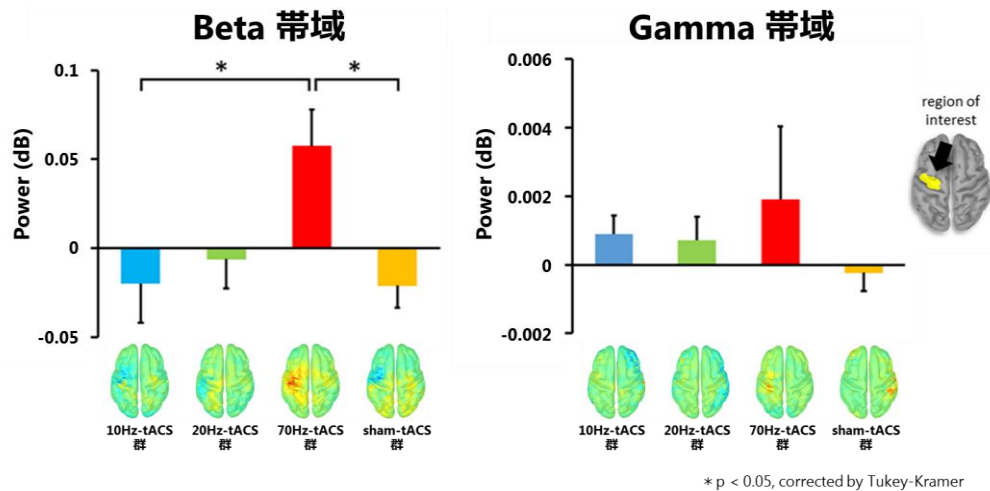 Beta 帯域
Power (dB)
0.1
0.05
0
-0.05
*
*
10Hz-tACS
群
20Hz-tACS
群
70Hz-tACS
群
sham-tACS
群
Gamma 帯域
Power (dB)
0.006
0.004
0.002
0
-0.002
10Hz-tACS
群
20Hz-tACS
群
70Hz-tACS
群
sham-tACS
群
region of
interest
* p < 0.05, corrected by Tukey-Kramer